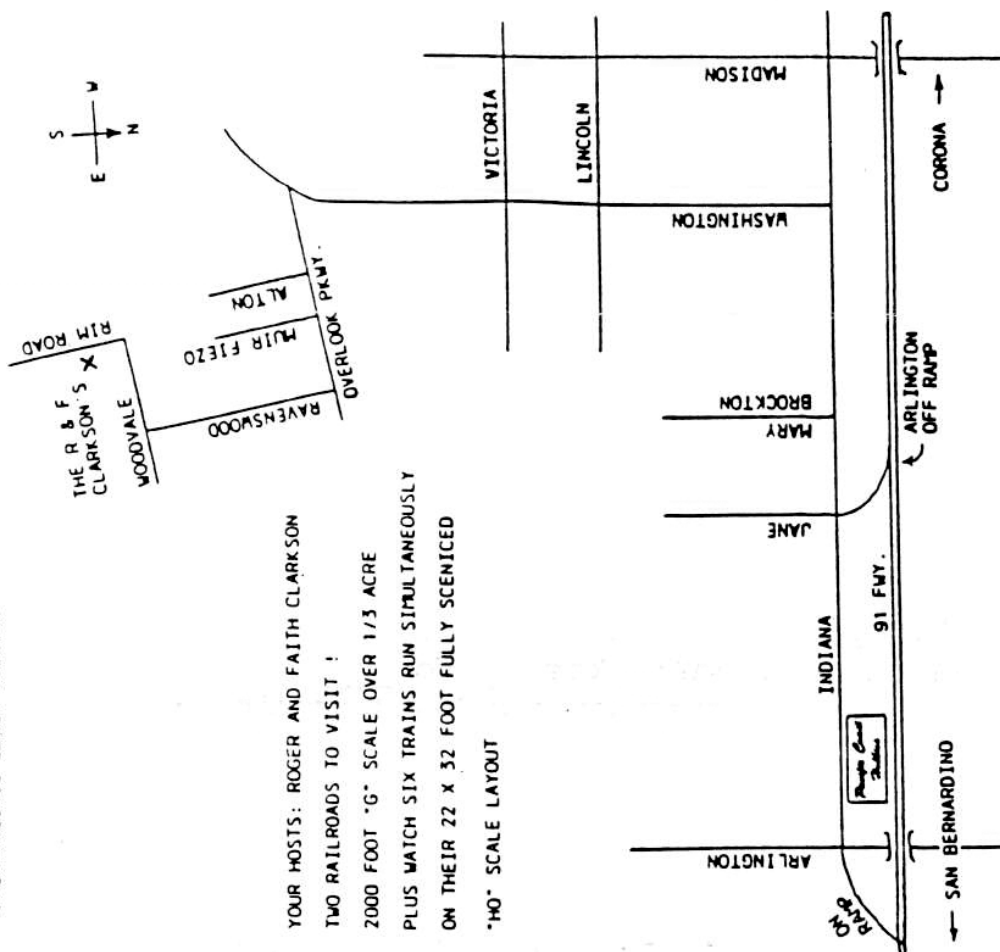 S
E W
N
THE R & F
CLARKSON'S X
RIM ROAD
WOODVALE
RAVENSWOOD
MUIR FIEZO
ALTON
OVERLOOK PKWY.
VICTORIA
LINCOLN
WASHINGTON
MADISON
BROCKTON
MARY
JANE
INDIANA
91 FWY.
ARLINGTON
OFF RAMP
CORONA →
ARLINGTON
ON
RAMP
← SAN BERNARDINO
YOUR HOSTS: ROGER AND FAITH CLARKSON
TWO RAILROADS TO VISIT !
2000 FOOT "G" SCALE OVER 1/3 ACRE
PLUS WATCH SIX TRAINS RUN SIMULTANEOUSLY
ON THEIR 22 X 32 FOOT FULLY SCENICED
"HO" SCALE LAYOUT